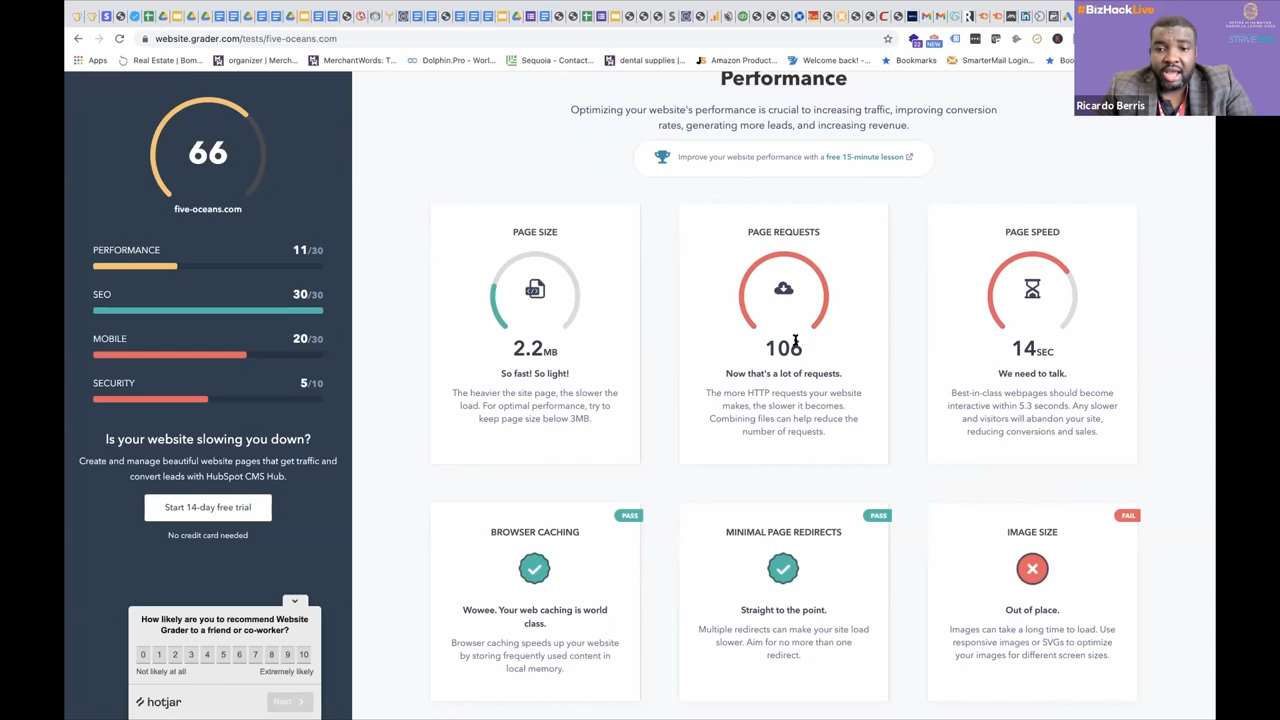 website.grader.com/tests/five-oceans.com
22
NEW
Apps
Real Estate | Bom...
organizer | Merch...
MerchantWords: T...
Dolphin.Pro - Worl...
Sequoia - Contact...
dental supplies |...
Amazon Product...
Welcome back! -...
Bookmarks
SmarterMail Login...
#BizHackLive
Ricardo Berris
66
five-oceans.com
PERFORMANCE 11/30
SEO 30/30
MOBILE 20/30
SECURITY 5/10
Is your website slowing you down?
Create and manage beautiful website pages that get traffic and
convert leads with HubSpot CMS Hub.
Start 14-day free trial
No credit card needed
How likely are you to recommend Website
Grader to a friend or co-worker?
0 1 2 3 4 5 6 7 8 9 10
Not likely at all Extremely likely
hotjar
Next
Performance
Optimizing your website's performance is crucial to increasing traffic, improving conversion
rates, generating more leads, and increasing revenue.
Improve your website performance with a free 15-minute lesson
PAGE SIZE
2.2MB
So fast! So light!
The heavier the site page, the slower the
load. For optimal performance, try to
keep page size below 3MB.
PAGE REQUESTS
106
Now that's a lot of requests.
The more HTTP requests your website
makes, the slower it becomes.
Combining files can help reduce the
number of requests.
PAGE SPEED
14SEC
We need to talk.
Best-in-class webpages should become
interactive within 5.3 seconds. Any slower
and visitors will abandon your site,
reducing conversions and sales.
PASS
BROWSER CACHING
Wowee. Your web caching is world
class.
Browser caching speeds up your website
by storing frequently used content in
local memory.
PASS
MINIMAL PAGE REDIRECTS
Straight to the point.
Multiple redirects can make your site load
slower. Aim for no more than one
redirect.
FAIL
IMAGE SIZE
Out of place.
Images can take a long time to load. Use
responsive images or SVGs to optimize
your images for different screen sizes.